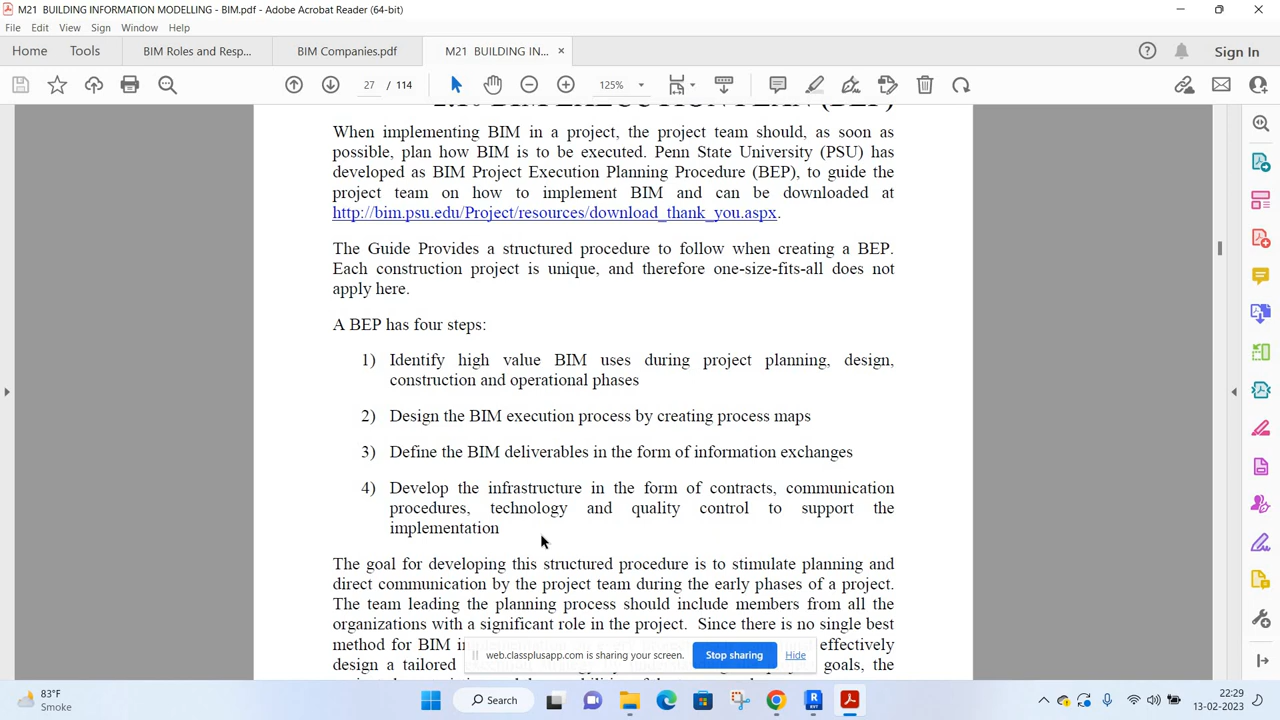 M21 BUILDING INFORMATION MODELLING - BIM.pdf - Adobe Acrobat Reader (64-bit)
File Edit View Sign Window Help
Home Tools BIM Roles and Resp... BIM Companies.pdf M21 BUILDING IN... × Sign In
27 / 114 125%
BIM EXECUTION PLAN (BEP)
When implementing BIM in a project, the project team should, as soon as
possible, plan how BIM is to be executed. Penn State University (PSU) has
developed as BIM Project Execution Planning Procedure (BEP), to guide the
project team on how to implement BIM and can be downloaded at
http://bim.psu.edu/Project/resources/download_thank_you.aspx.
The Guide Provides a structured procedure to follow when creating a BEP.
Each construction project is unique, and therefore one-size-fits-all does not
apply here.
A BEP has four steps:
1) Identify high value BIM uses during project planning, design,
construction and operational phases
2) Design the BIM execution process by creating process maps
3) Define the BIM deliverables in the form of information exchanges
4) Develop the infrastructure in the form of contracts, communication
procedures, technology and quality control to support the
implementation
The goal for developing this structured procedure is to stimulate planning and
direct communication by the project team during the early phases of a project.
The team leading the planning process should include members from all the
organizations with a significant role in the project. Since there is no single best
method for BIM effectively
design a tailored goals, the
web.classplusapp.com is sharing your screen. Stop sharing Hide
83°F
Smoke
Search
22:29
13-02-2023